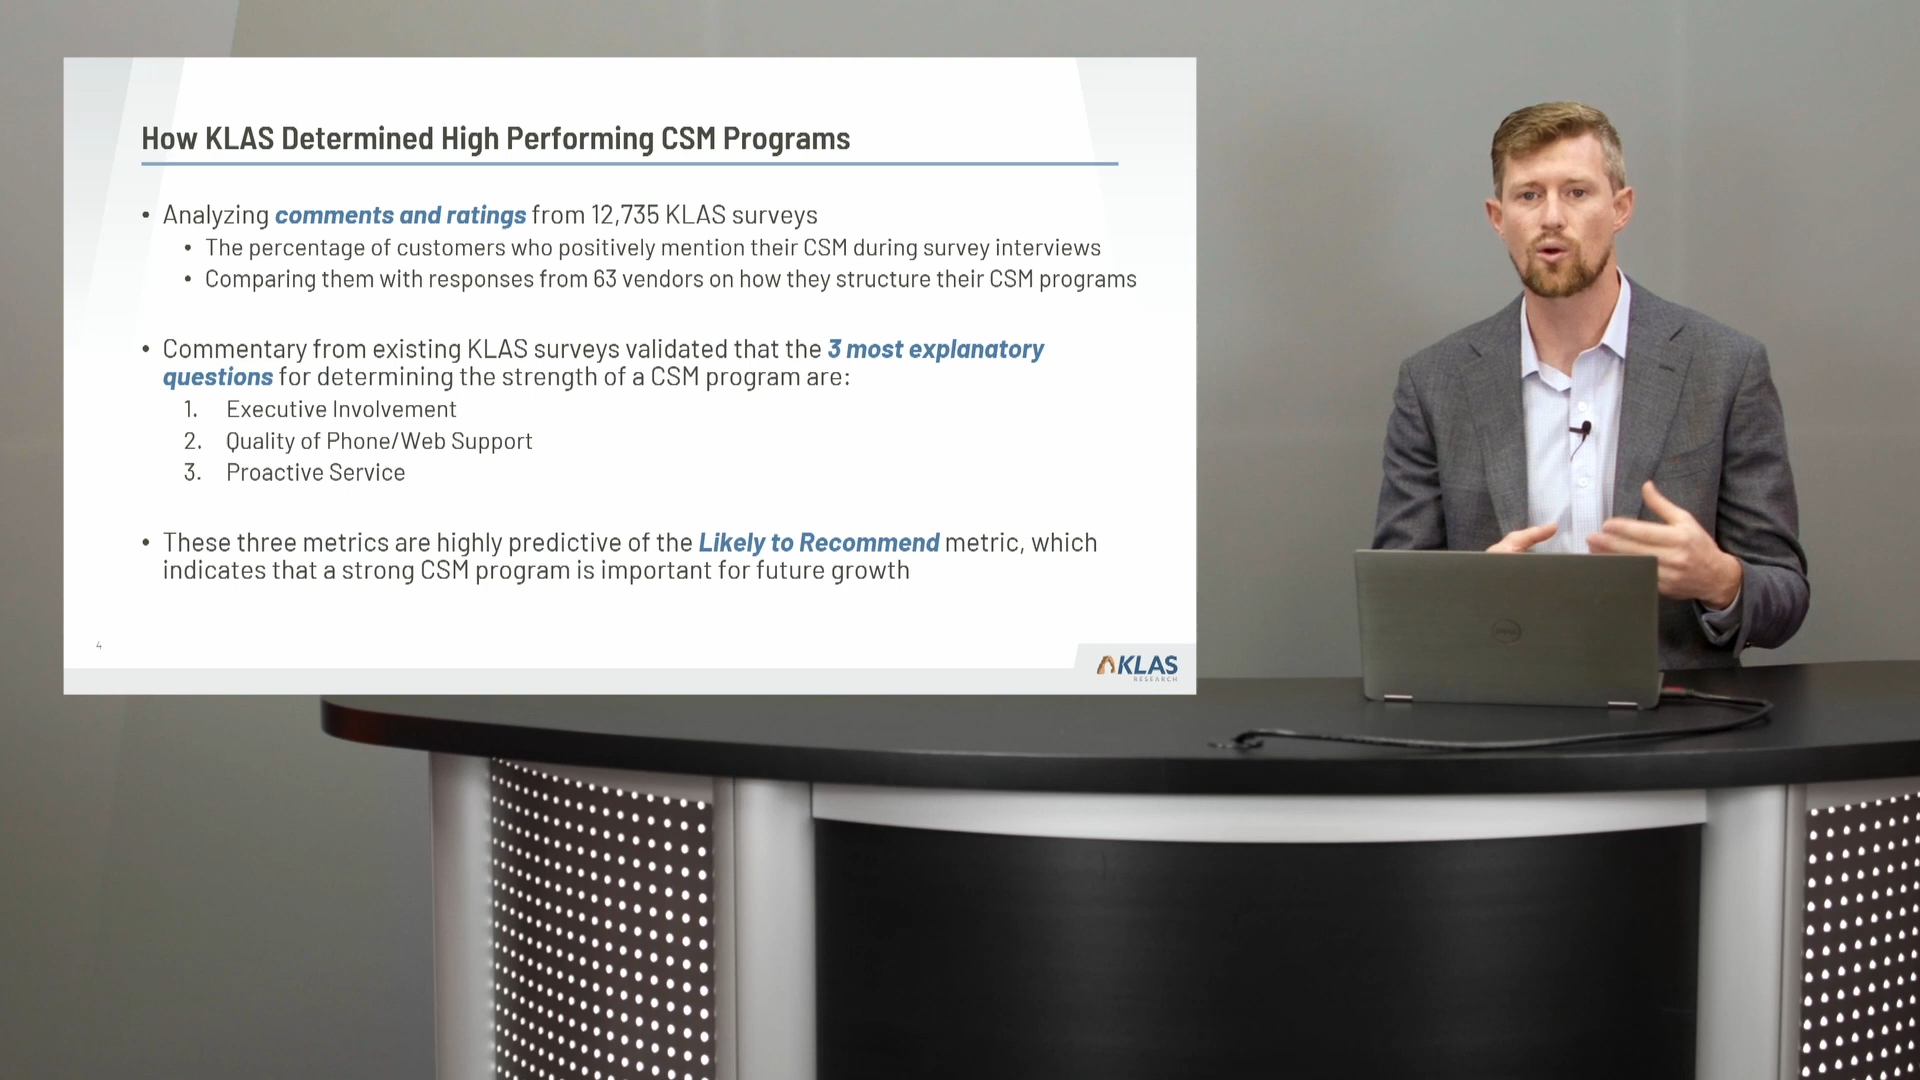 How KLAS Determined High Performing CSM Programs
• Analyzing comments and ratings from 12,735 KLAS surveys
• The percentage of customers who positively mention their CSM during survey interviews
• Comparing them with responses from 63 vendors on how they structure their CSM programs
• Commentary from existing KLAS surveys validated that the 3 most explanatory
questions for determining the strength of a CSM program are:
1. Executive Involvement
2. Quality of Phone/Web Support
3. Proactive Service
• These three metrics are highly predictive of the Likely to Recommend metric, which
indicates that a strong CSM program is important for future growth
4
KLAS
RESEARCH
DELL